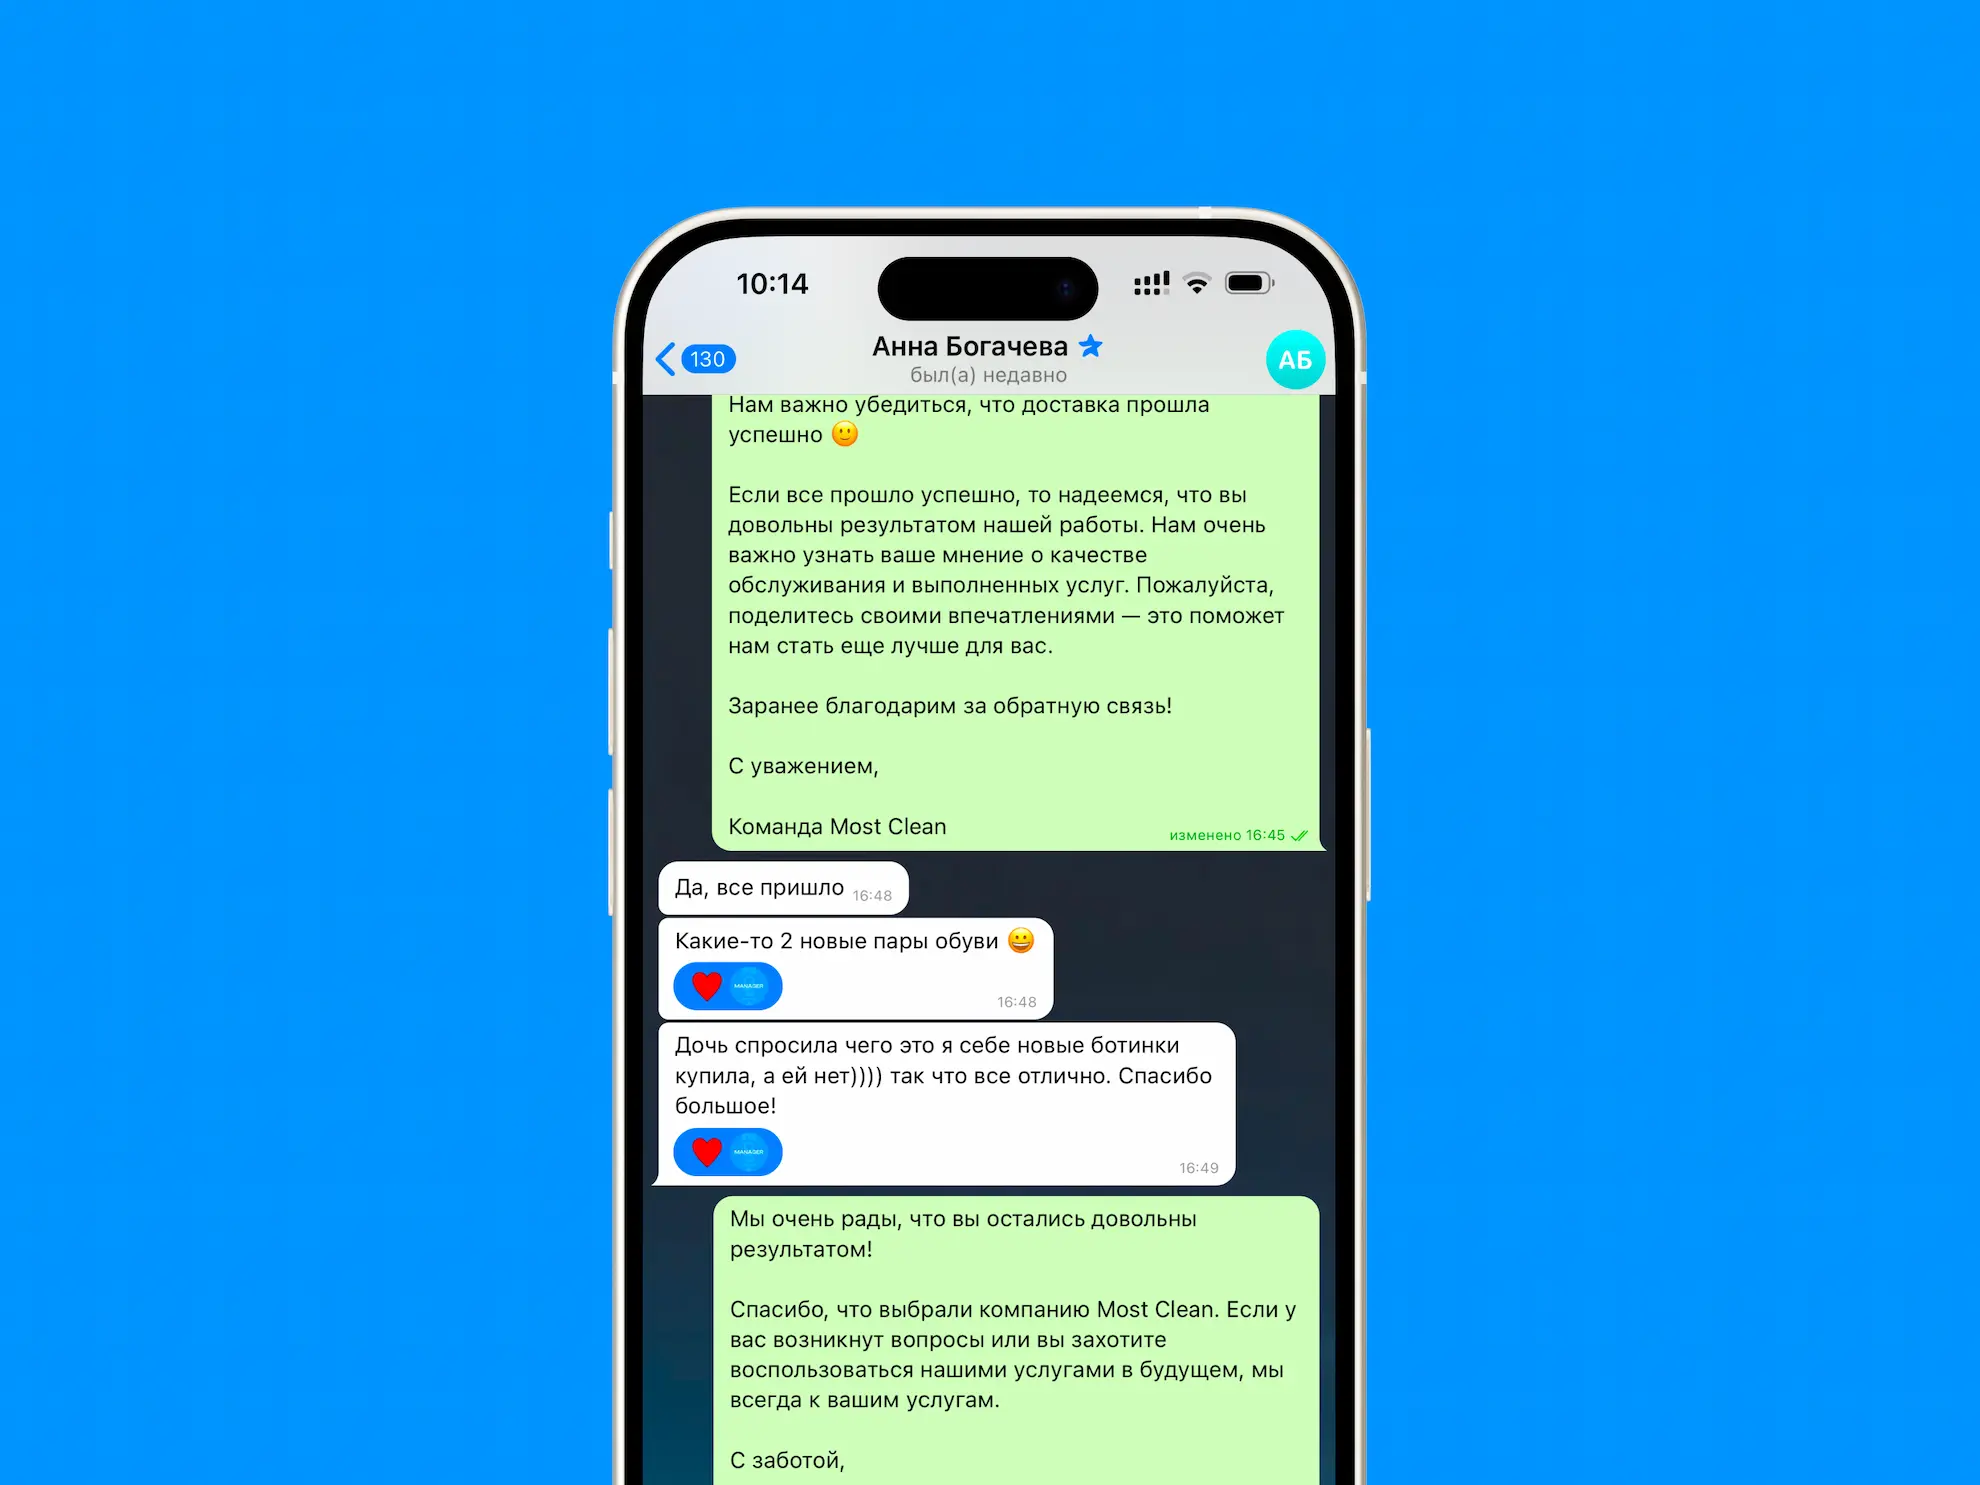 10:14
130
Анна Богачева
был(а) недавно
АБ
Нам важно убедиться, что доставка прошла
успешно 🙂
Если все прошло успешно, то надеемся, что вы
довольны результатом нашей работы. Нам очень
важно узнать ваше мнение о качестве
обслуживания и выполненных услуг. Пожалуйста,
поделитесь своими впечатлениями — это поможет
нам стать еще лучше для вас.
Заранее благодарим за обратную связь!
С уважением,
Команда Most Clean
изменено 16:45
Да, все пришло 16:48
Какие-то 2 новые пары обуви 😀
MANAGER
16:48
Дочь спросила чего это я себе новые ботинки
купила, а ей нет)))) так что все отлично. Спасибо
большое!
MANAGER
16:49
Мы очень рады, что вы остались довольны
результатом!
Спасибо, что выбрали компанию Most Clean. Если у
вас возникнут вопросы или вы захотите
воспользоваться нашими услугами в будущем, мы
всегда к вашим услугам.
С заботой,